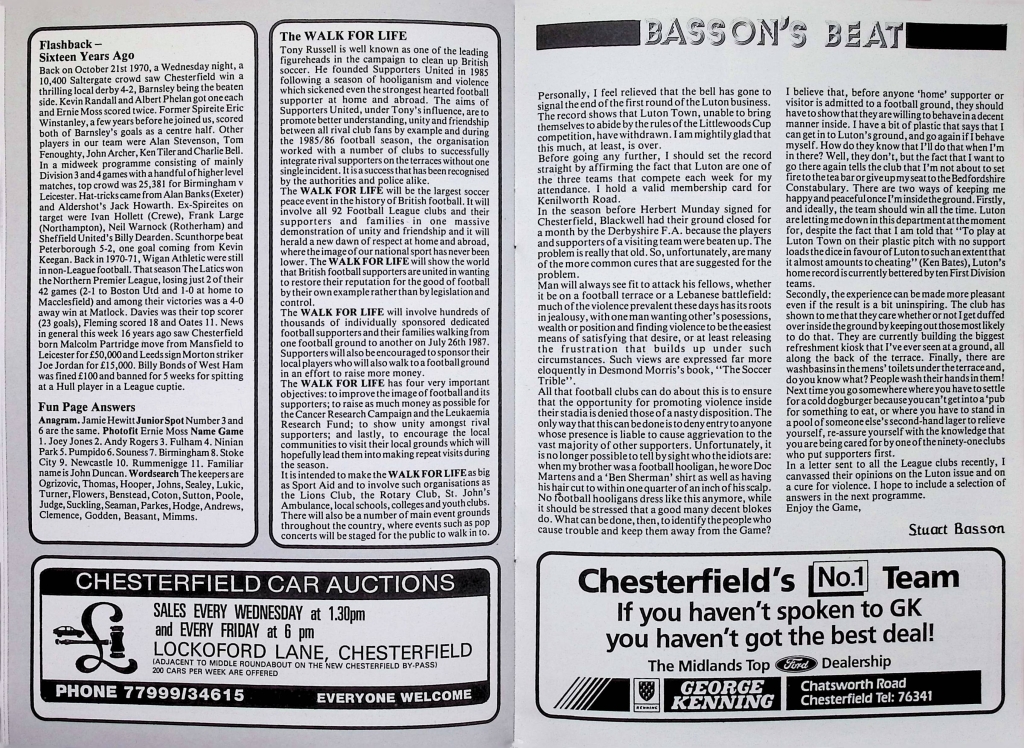 Flashback –
Sixteen Years Ago
Back on October 21st 1970, a Wednesday night, a
10,400 Saltergate crowd saw Chesterfield win a
thrilling local derby 4-2, Barnsley being the beaten
side. Kevin Randall and Albert Phelan got one each
and Ernie Moss scored twice. Former Spireite Eric
Winstanley, a few years before he joined us, scored
both of Barnsley's goals as a centre half. Other
players in our team were Alan Stevenson, Tom
Fenoughty, John Archer, Ken Tiler and Charlie Bell.
In a midweek programme consisting mainly
Division 3 and 4 games with a handful of higher level
matches, top crowd was 25,381 for Birmingham v
Leicester. Hat-tricks came from Alan Banks (Exeter)
and Aldershot's Jack Howarth. Ex-Spireites on
target were Ivan Hollett (Crewe), Frank Large
(Northampton), Neil Warnock (Rotherham) and
Sheffield United's Billy Dearden. Scunthorpe beat
Peterborough 5-2, one goal coming from Kevin
Keegan. Back in 1970-71, Wigan Athletic were still
in non-League football. That season The Latics won
the Northern Premier League, losing just 2 of their
42 games (2-1 to Boston Utd and 1-0 at home to
Macclesfield) and among their victories was a 4-0
away win at Matlock. Davies was their top scorer
(23 goals), Fleming scored 18 and Oates 11. News
in general this week 16 years ago saw Chesterfield
born Malcolm Partridge move from Mansfield to
Leicester for £50,000 and Leeds sign Morton striker
Joe Jordan for £15,000. Billy Bonds of West Ham
was fined £100 and banned for 5 weeks for spitting
at a Hull player in a League cuptie.
Fun Page Answers
Anagram. Jamie Hewitt Junior Spot Number 3 and
6 are the same. Photofit Ernie Moss Name Game
1. Joey Jones 2. Andy Rogers 3. Fulham 4. Ninian
Park 5. Pumpido 6. Souness 7. Birmingham 8. Stoke
City 9. Newcastle 10. Rummenigge 11. Familiar
name is John Duncan. Wordsearch The keepers are
Ogrizovic, Thomas, Hooper, Johns, Sealey, Lukic,
Turner, Flowers, Benstead, Coton, Sutton, Poole,
Judge, Suckling, Seaman, Parkes, Hodge, Andrews,
Clemence, Godden, Beasant, Mimms.
The WALK FOR LIFE
Tony Russell is well known as one of the leading
figureheads in the campaign to clean up British
soccer. He founded Supporters United in 1985
following a season of hooliganism and violence
which sickened even the strongest hearted football
supporter at home and abroad. The aims of
Supporters United, under Tony's influence, are to
promote better understanding, unity and friendship
between all rival club fans by example and during
the 1985/86 football season, the organisation
worked with a number of clubs to successfully
integrate rival supporters on the terraces without one
single incident. It is a success that has been recognised
by the authorities and police alike.
The WALK FOR LIFE will be the largest soccer
peace event in the history of British football. It will
involve all 92 Football League clubs and their
supporters and families in one massive
demonstration of unity and friendship and it will
herald a new dawn of respect at home and abroad,
where the image of our national sport has never been
lower. The WALK FOR LIFE will show the world
that British football supporters are united in wanting
to restore their reputation for the good of football
by their own example rather than by legislation and
control.
The WALK FOR LIFE will involve hundreds of
thousands of individually sponsored dedicated
football supporters and their families walking from
one football ground to another on July 26th 1987.
Supporters will also be encouraged to sponsor their
local players who will also walk to a football ground
in an effort to raise more money.
The WALK FOR LIFE has four very important
objectives: to improve the image of football and its
supporters; to raise as much money as possible for
the Cancer Research Campaign and the Leukaemia
Research Fund; to show unity amongst rival
supporters; and lastly, to encourage the local
communities to visit their local grounds which will
hopefully lead them into making repeat visits during
the season.
It is intended to make the WALK FOR LIFE as big
as Sport Aid and to involve such organisations as
the Lions Club, the Rotary Club, St. John's
Ambulance, local schools, colleges and youth clubs.
There will also be a number of main event grounds
throughout the country, where events such as pop
concerts will be staged for the public to walk in to.
CHESTERFIELD CAR AUCTIONS
£
SALES EVERY WEDNESDAY at 1.30pm
and EVERY FRIDAY at 6 pm
LOCKOFORD LANE, CHESTERFIELD
(ADJACENT TO MIDDLE ROUNDABOUT ON THE NEW CHESTERFIELD BY-PASS)
200 CARS PER WEEK ARE OFFERED
PHONE 77999/34615 EVERYONE WELCOME
BASSON'S BEAT
Personally, I feel relieved that the bell has gone to
signal the end of the first round of the Luton business.
The record shows that Luton Town, unable to bring
themselves to abide by the rules of the Littlewoods Cup
competition, have withdrawn. I am mightily glad that
this much, at least, is over.
Before going any further, I should set the record
straight by affirming the fact that Luton are one of
the three teams that compete each week for my
attendance. I hold a valid membership card for
Kenilworth Road.
In the season before Herbert Munday signed for
Chesterfield, Blackwell had their ground closed for
a month by the Derbyshire F.A. because the players
and supporters of a visiting team were beaten up. The
problem is really that old. So, unfortunately, are many
of the more common cures that are suggested for the
problem.
Man will always see fit to attack his fellows, whether
it be on a football terrace or a Lebanese battlefield:
much of the violence prevalent these days has its roots
in jealousy, with one man wanting other's posessions,
wealth or position and finding violence to be the easiest
means of satisfying that desire, or at least releasing
the frustration that builds up under such
circumstances. Such views are expressed far more
eloquently in Desmond Morris's book, "The Soccer
Trible".
All that football clubs can do about this is to ensure
that the opportunity for promoting violence inside
their stadia is denied those of a nasty disposition. The
only way that this can be done is to deny entry to anyone
whose presence is liable to cause aggrievation to the
vast majority of other supporters. Unfortunately, it
is no longer possible to tell by sight who the idiots are:
when my brother was a football hooligan, he wore Doc
Martens and a 'Ben Sherman' shirt as well as having
his hair cut to within one quarter of an inch of his scalp.
No football hooligans dress like this anymore, while
it should be stressed that a good many decent blokes
do. What can be done, then, to identify the people who
cause trouble and keep them away from the Game?
I believe that, before anyone 'home' supporter or
visitor is admitted to a football ground, they should
have to show that they are willing to behave in a decent
manner inside. I have a bit of plastic that says that I
can get in to Luton's ground, and go again if I behave
myself. How do they know that I'll do that when I'm
in there? Well, they don't, but the fact that I want to
go there again tells the club that I'm not about to set
fire to the tea bar or give up my seat to the Bedfordshire
Constabulary. There are two ways of keeping me
happy and peaceful once I'm inside the ground. Firstly,
and ideally, the team should win all the time. Luton
are letting me down in this department at the moment
for, despite the fact that I am told that "To play at
Luton Town on their plastic pitch with no support
loads the dice in favour of Luton to such an extent that
it almost amounts to cheating" (Ken Bates), Luton's
home record is currently bettered by ten First Division
teams.
Secondly, the experience can be made more pleasant
even if the result is a bit uninspiring. The club has
shown to me that they care whether or not I get duffed
over inside the ground by keeping out those most likely
to do that. They are currently building the biggest
refreshment kiosk that I've ever seen at a ground, all
along the back of the terrace. Finally, there are
washbasins in the mens' toilets under the terrace and,
do you know what? People wash their hands in them!
Next time you go somewhere where you have to settle
for a cold dogburger because you can't get into a 'pub
for something to eat, or where you have to stand in
a pool of someone else's second-hand lager to relieve
yourself, re-assure yourself with the knowledge that
you are being cared for by one of the ninety-one clubs
who put supporters first.
In a letter sent to all the League clubs recently, I
canvassed their opinions on the Luton issue and on
a cure for violence. I hope to include a selection of
answers in the next programme.
Enjoy the Game,
Stuart Basson
Chesterfield's No.1 Team
If you haven't spoken to GK
you haven't got the best deal!
The Midlands Top Ford Dealership
KENNING
GEORGE
KENNING
Chatsworth Road
Chesterfield Tel: 76341